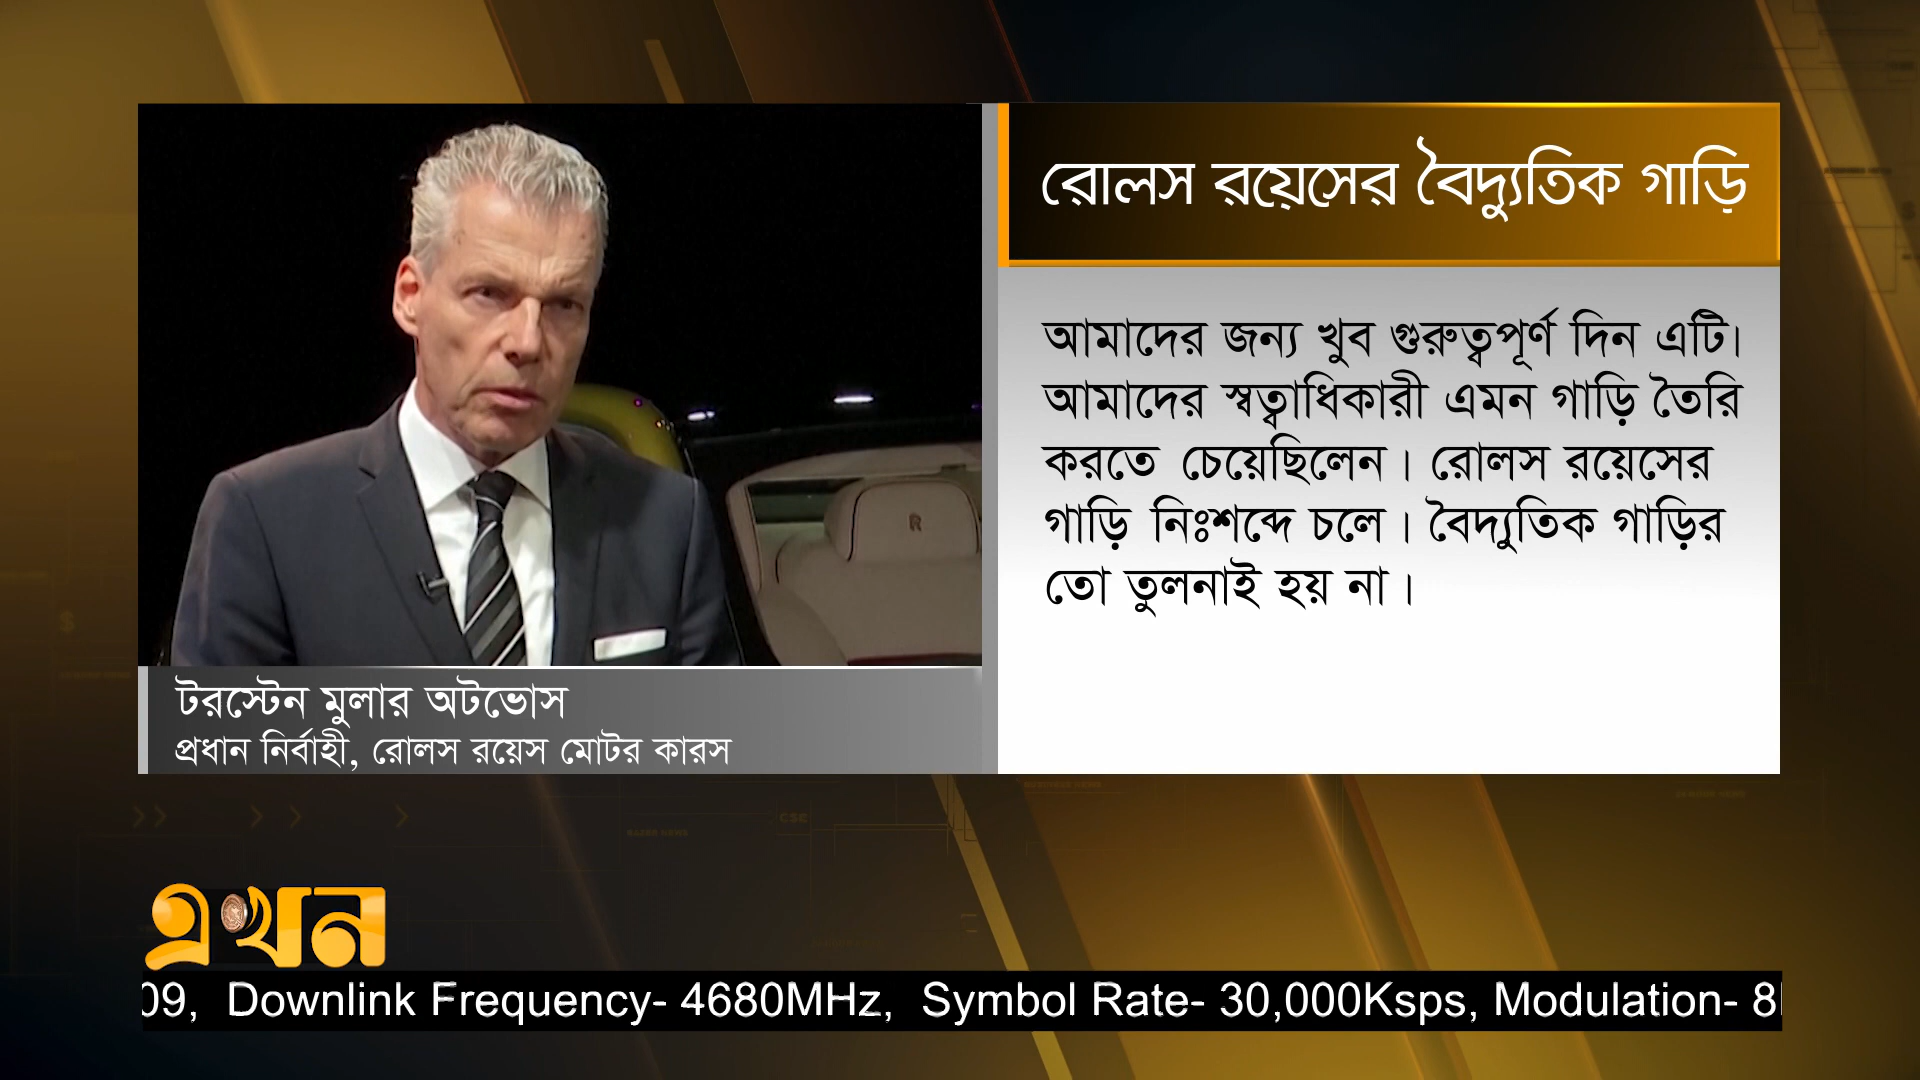 রোলস রয়েসের বৈদ্যুতিক গাড়ি
আমাদের জন্য খুব গুরুত্বপূর্ণ দিন এটি।
আমাদের স্বত্বাধিকারী এমন গাড়ি তৈরি
করতে চেয়েছিলেন। রোলস রয়েসের
গাড়ি নিঃশব্দে চলে। বৈদ্যুতিক গাড়ির
তো তুলনাই হয় না।
টরস্টেন মুলার অটভোস
প্রধান নির্বাহী, রোলস রয়েস মোটর কারস
CSE
এখন
09, Downlink Frequency- 4680MHz, Symbol Rate- 30,000Ksps, Modulation- 8